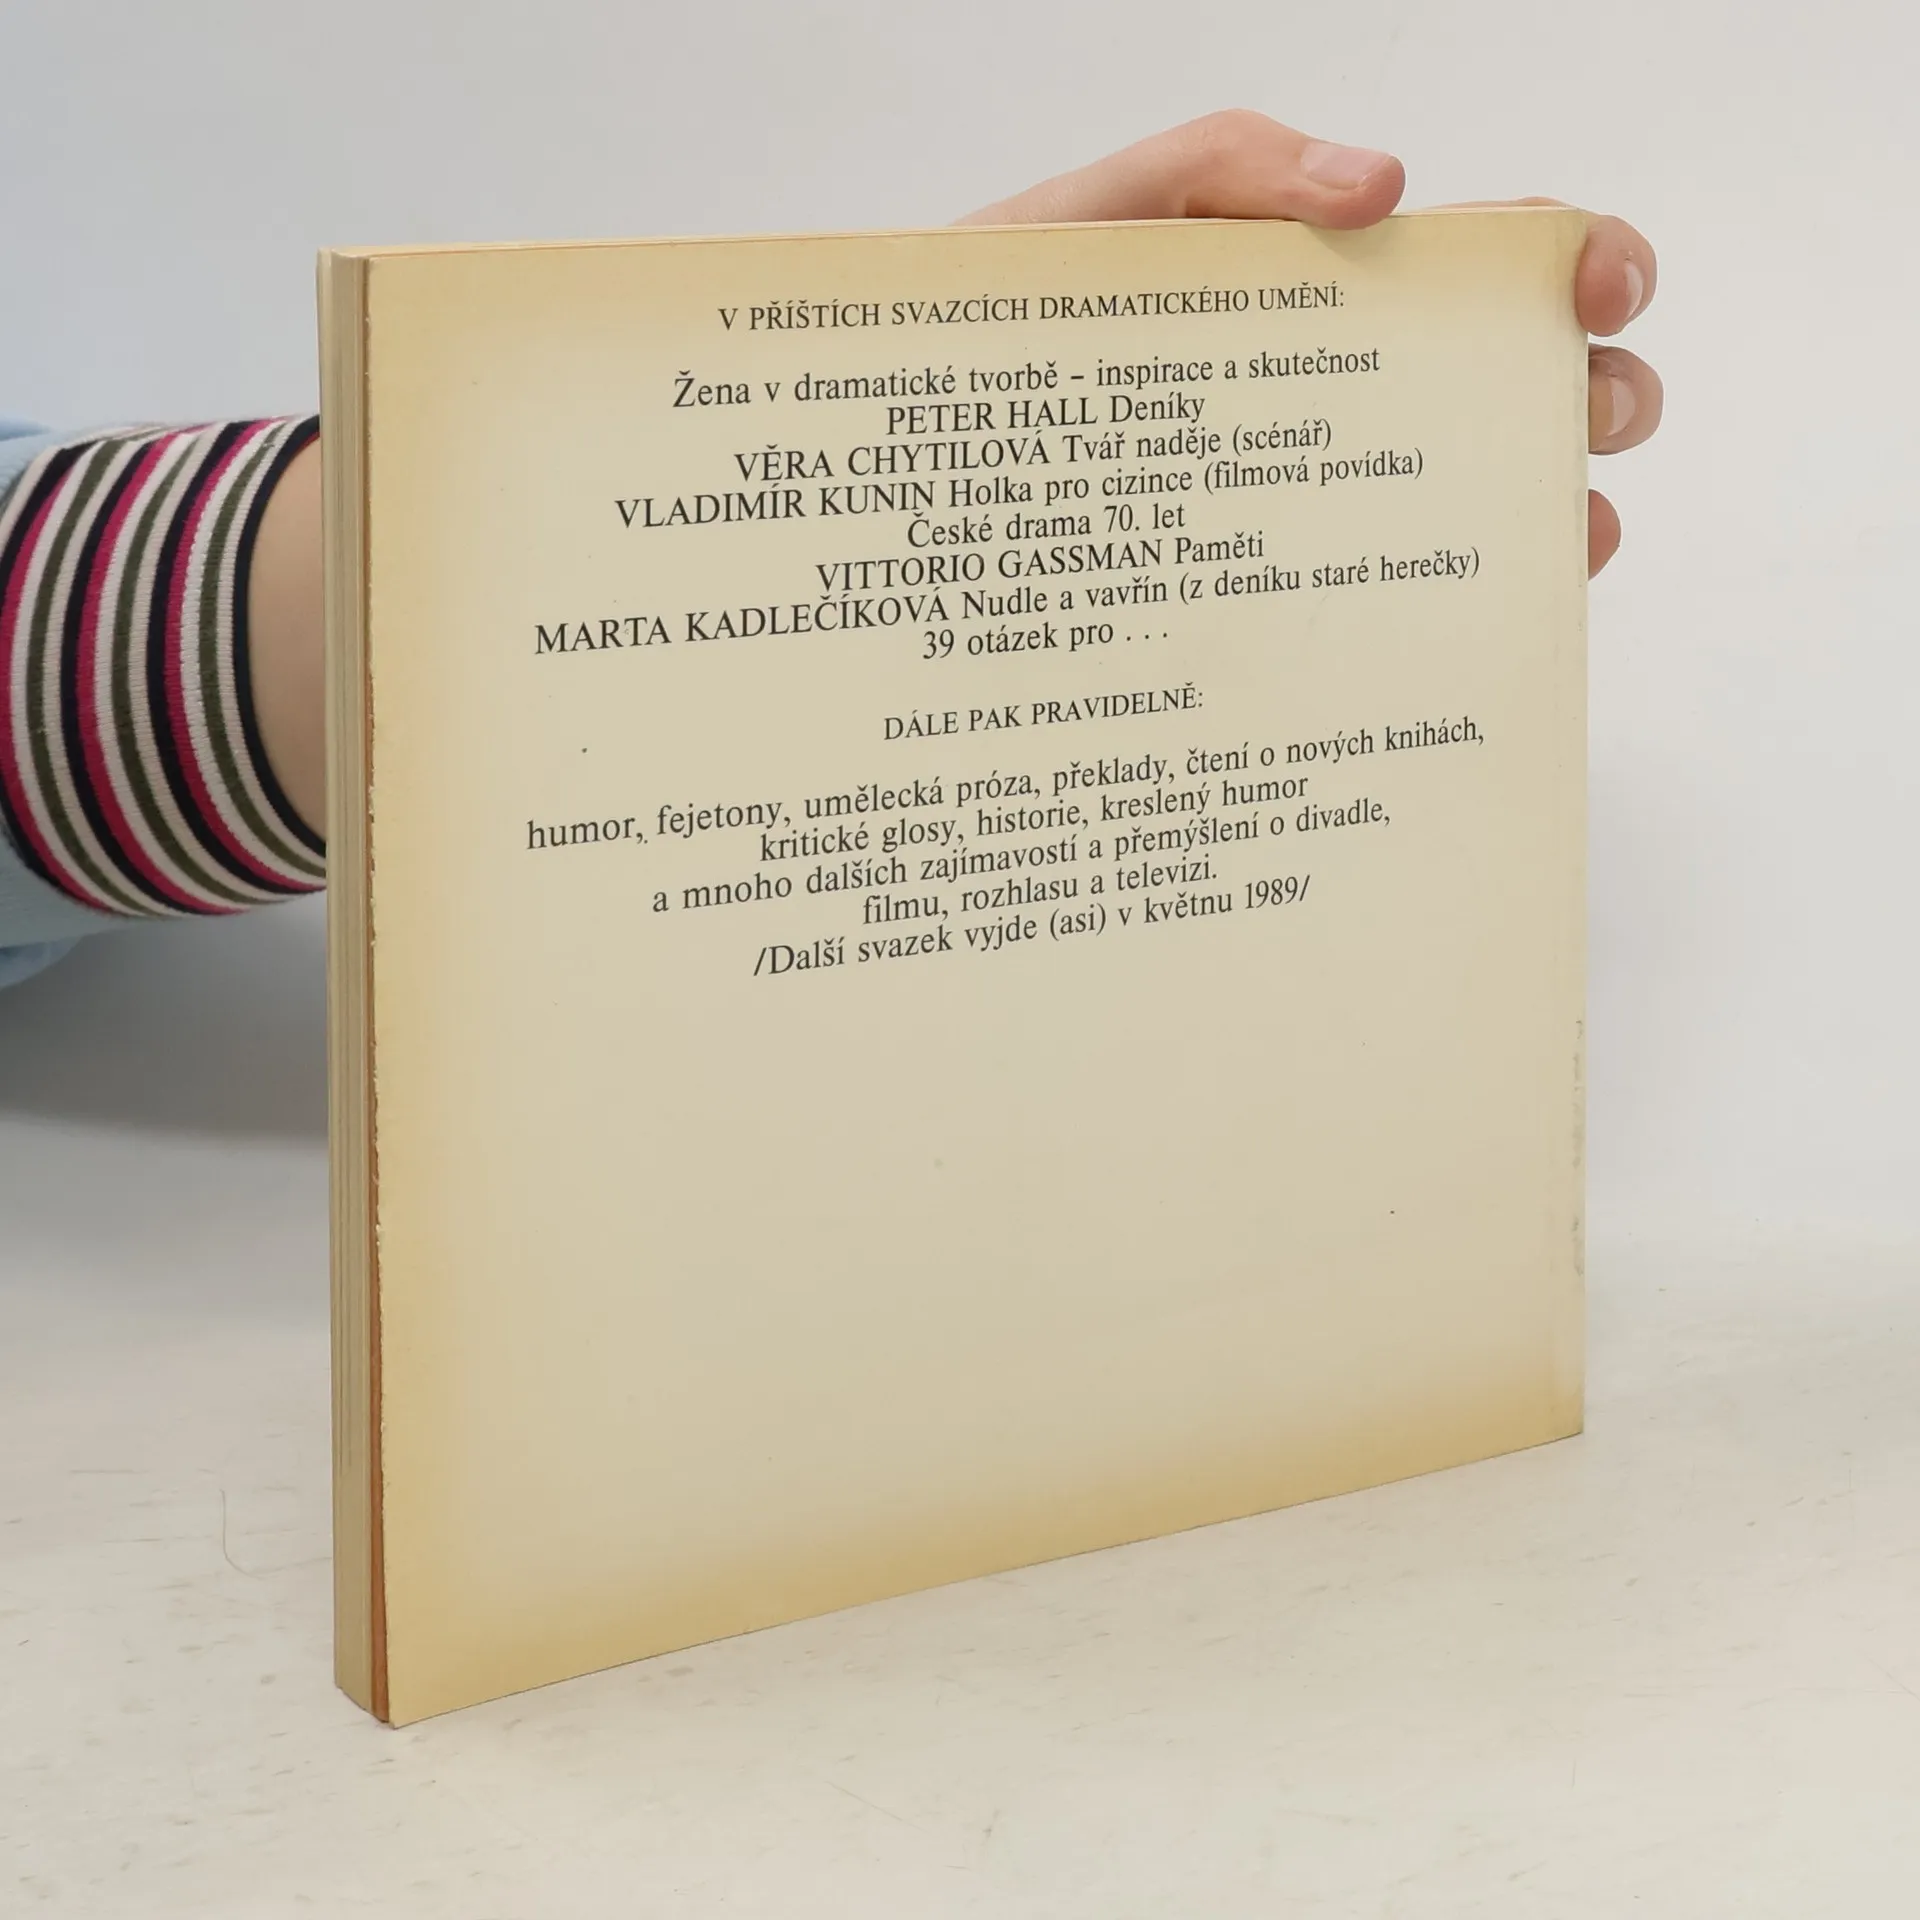 V PŘÍŠTÍCH SVAZCÍCH DRAMATICKÉHO UMĚNÍ:
Žena v dramatické tvorbě – inspirace a skutečnost
PETER HALL Deníky
VĚRA CHYTILOVÁ Tvář naděje (scénář)
VLADIMÍR KUNIN Holka pro cizince (filmová povídka)
České drama 70. let
VITTORIO GASSMAN Paměti
MARTA KADLEČÍKOVÁ Nudle a vavřín (z deníku staré herečky)
39 otázek pro . . .
DÁLE PAK PRAVIDELNĚ:
humor, fejetony, umělecká próza, překlady, čtení o nových knihách,
kritické glosy, historie, kreslený humor
a mnoho dalších zajímavostí a přemýšlení o divadle,
filmu, rozhlasu a televizi.
/Další svazek vyjde (asi) v květnu 1989/